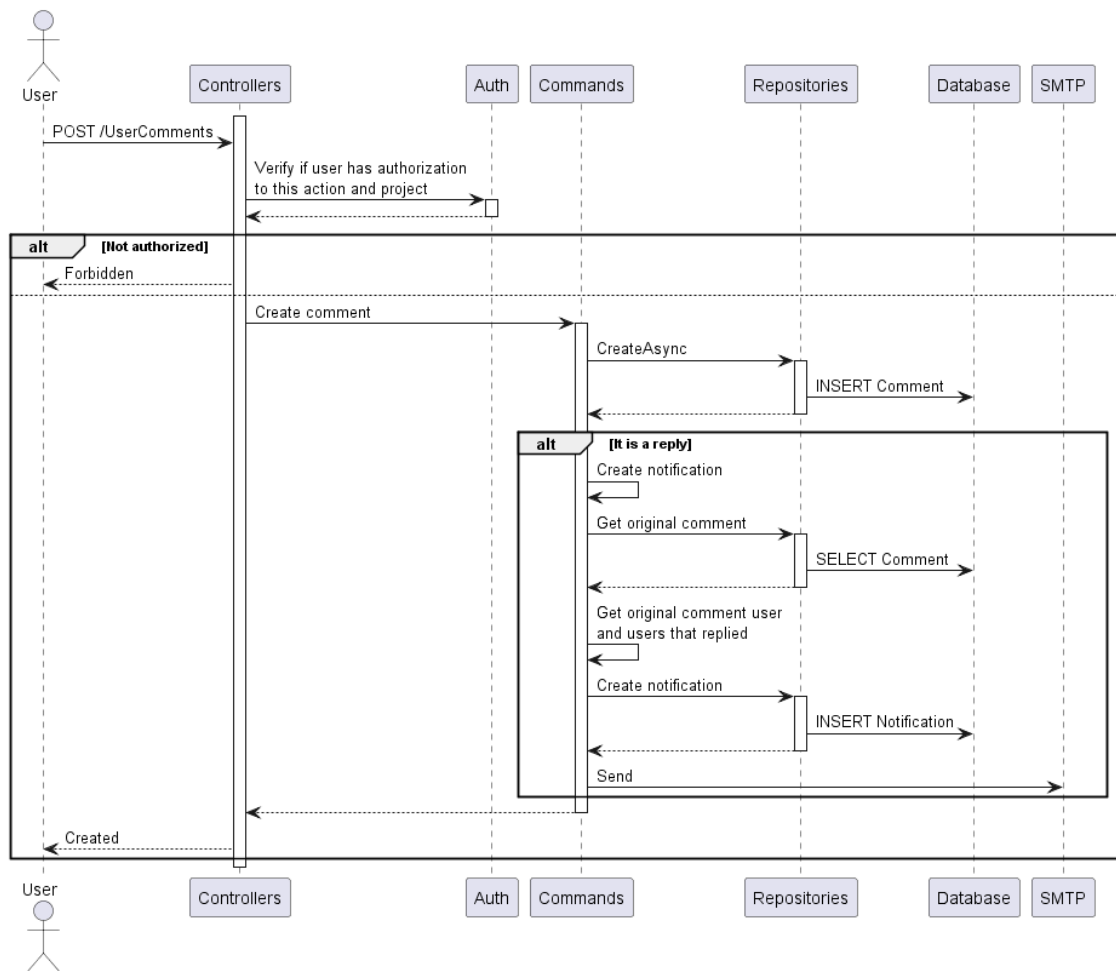 User
Controllers
Auth
Commands
Repositories
Database
SMTP
POST /UserComments
Verify if user has authorization
to this action and project
alt
[Not authorized]
Forbidden
Create comment
CreateAsync
INSERT Comment
alt
[It is a reply]
Create notification
Get original comment
SELECT Comment
Get original comment user
and users that replied
Create notification
INSERT Notification
Send
Created
User
Controllers
Auth
Commands
Repositories
Database
SMTP